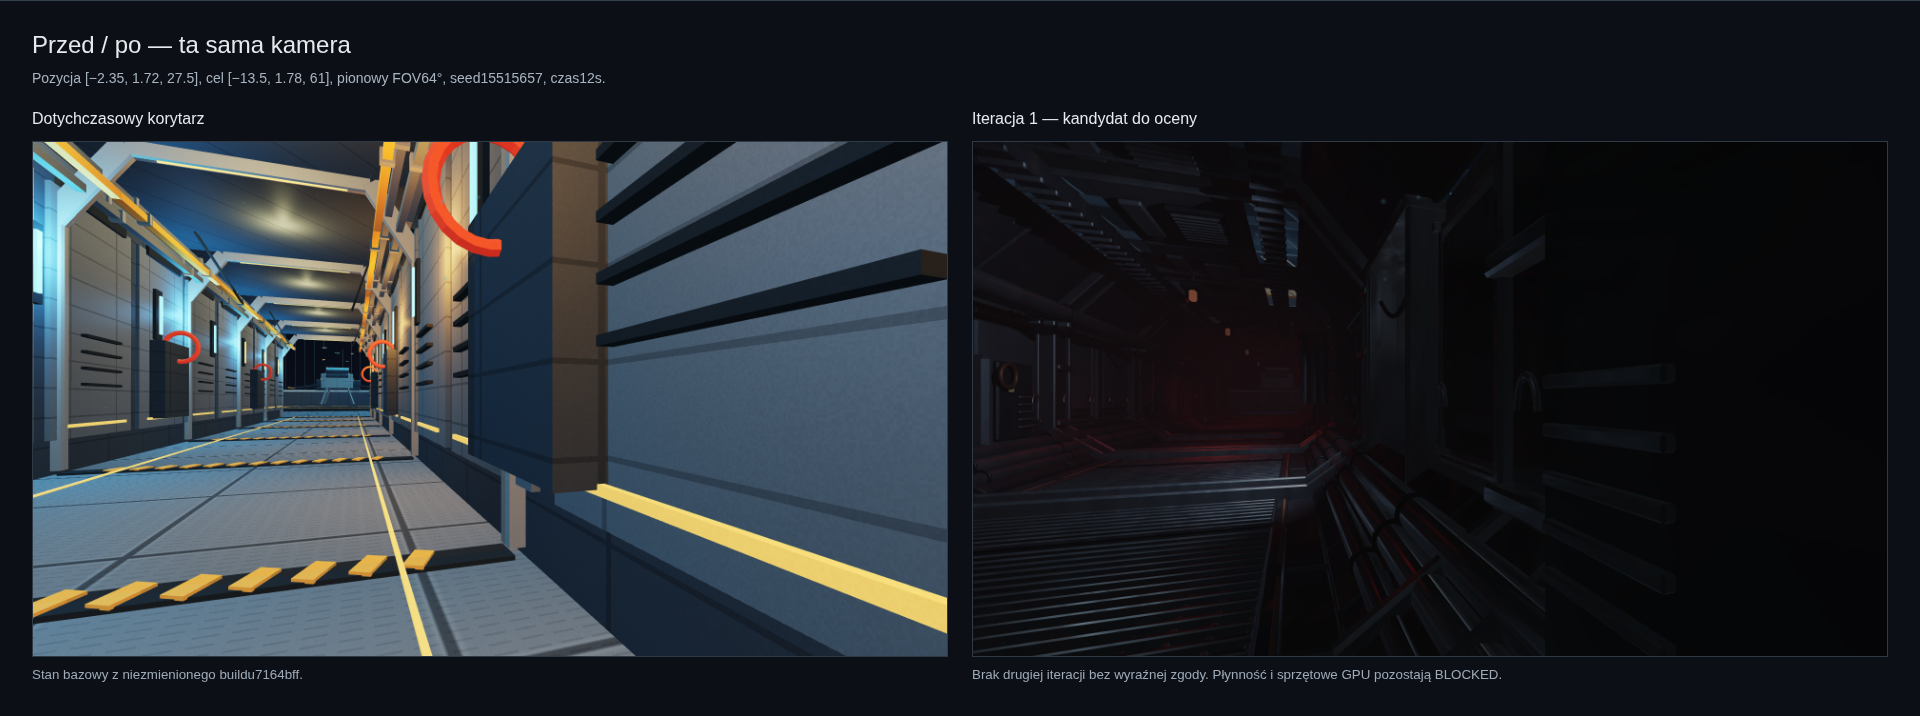 Przed / po — ta sama kamera
Pozycja [−2.35, 1.72, 27.5], cel [−13.5, 1.78, 61], pionowy FOV64°, seed15515657, czas12s.
Dotychczasowy korytarz
Iteracja 1 — kandydat do oceny
Stan bazowy z niezmienionego buildu7164bff.
Brak drugiej iteracji bez wyraźnej zgody. Płynność i sprzętowe GPU pozostają BLOCKED.